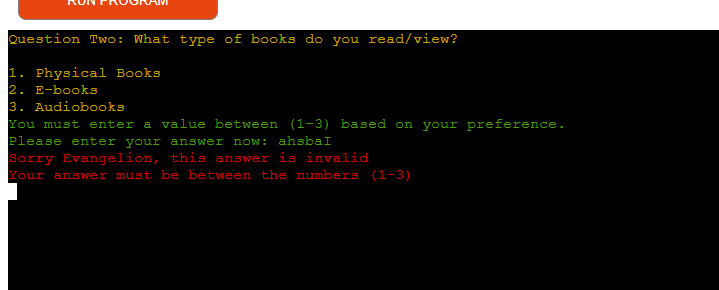 RUN PROGRAM
Question Two: What type of books do you read/view?
1. Physical Books
2. E-books
3. Audiobooks
You must enter a value between (1-3) based on your preference.
Please enter your answer now: ahsbaI
Sorry Evangelion, this answer is invalid
Your answer must be between the numbers (1-3)